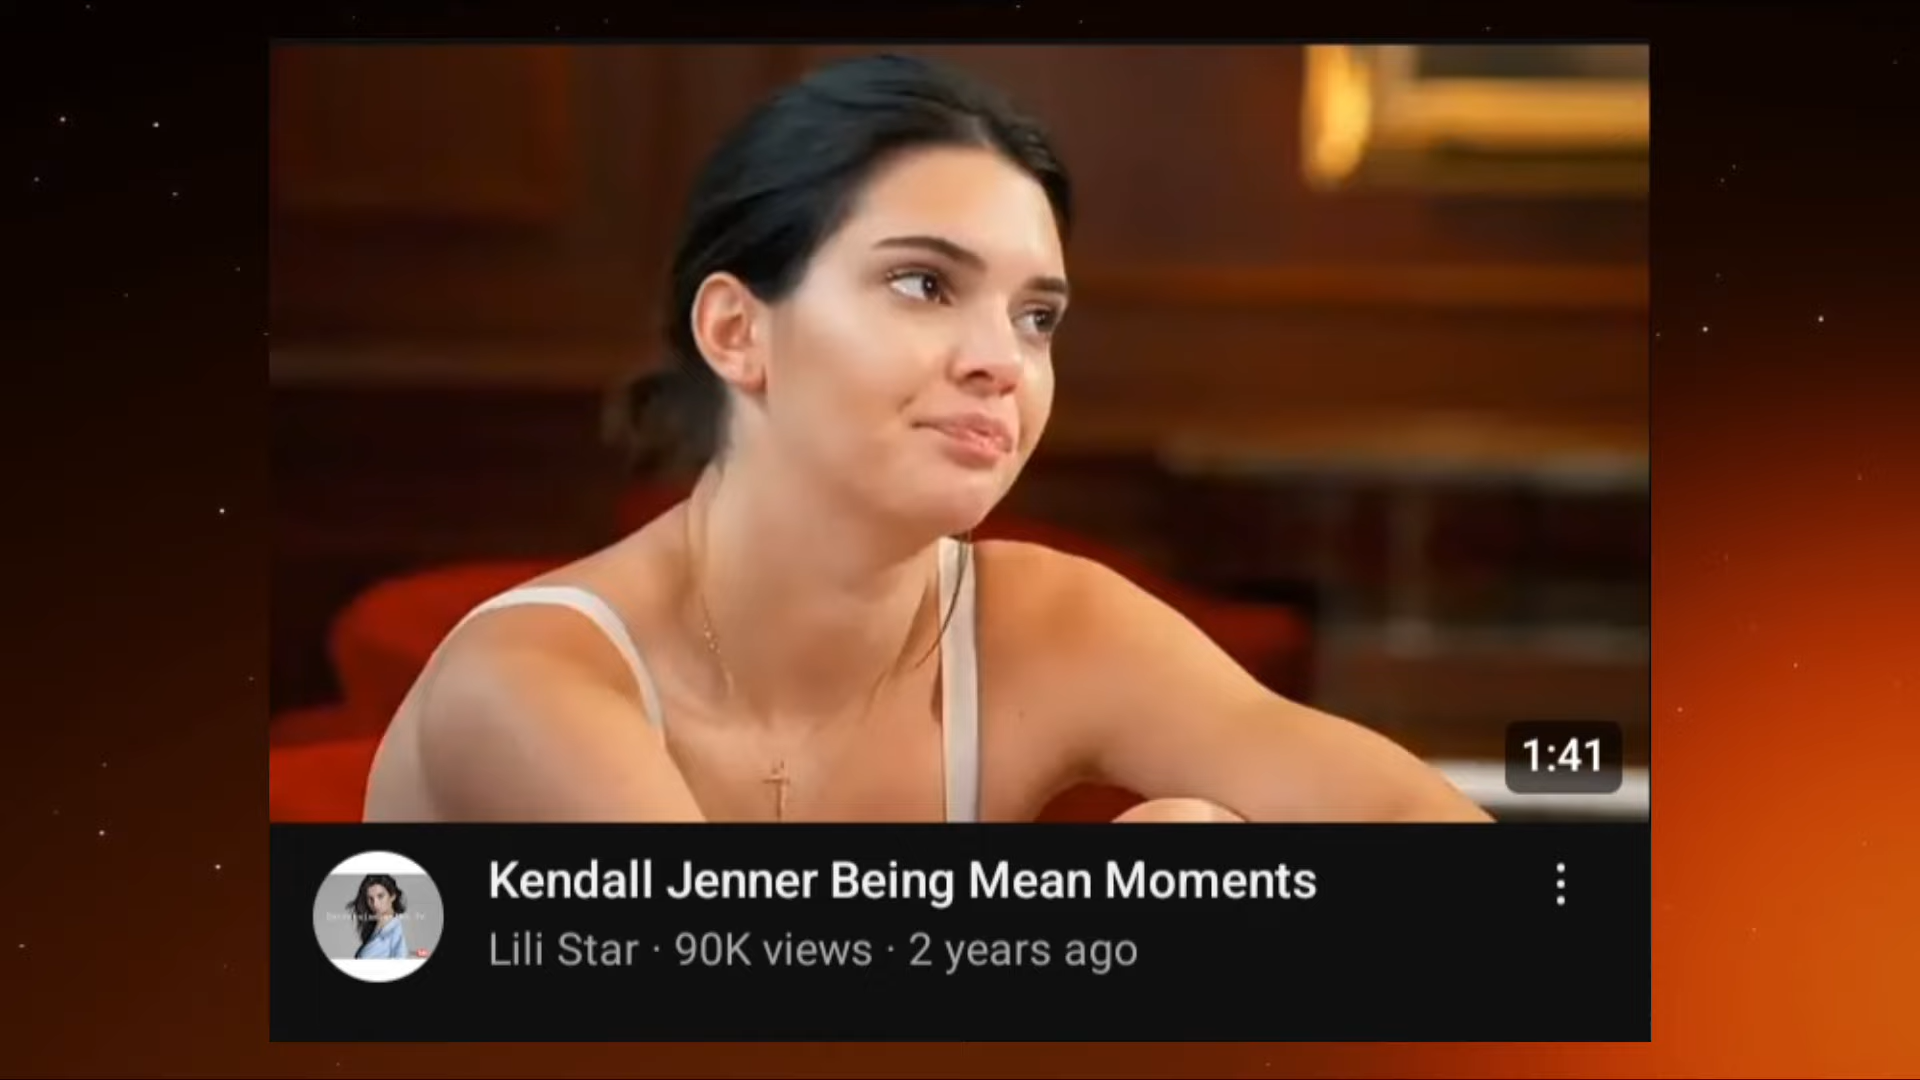 1:41
Kendall Jenner Being Mean Moments
Lili Star · 90K views · 2 years ago